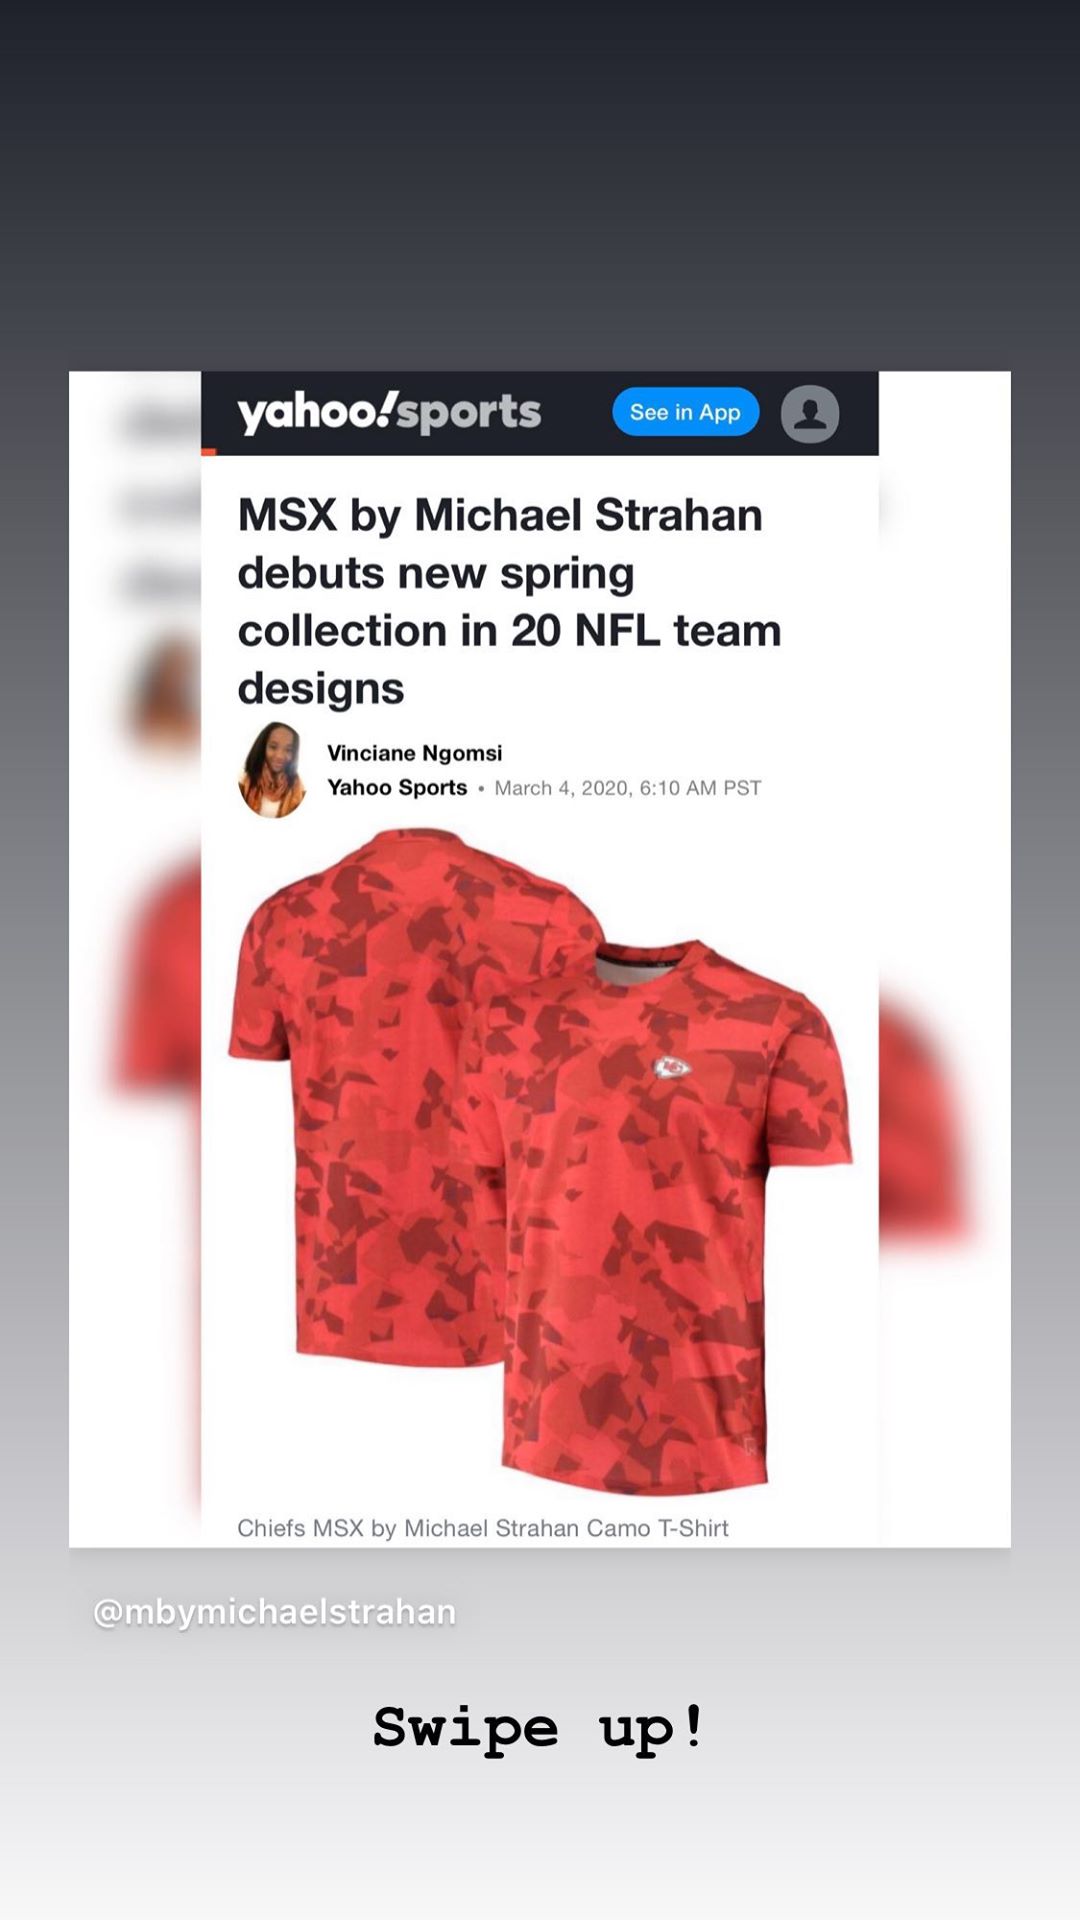 yahoo!sports
See in App
MSX by Michael Strahan
debuts new spring
collection in 20 NFL team
designs
Vinciane Ngomsi
Yahoo Sports • March 4, 2020, 6:10 AM PST
KC
Chiefs MSX by Michael Strahan Camo T-Shirt
@mbymichaelstrahan
Swipe up!